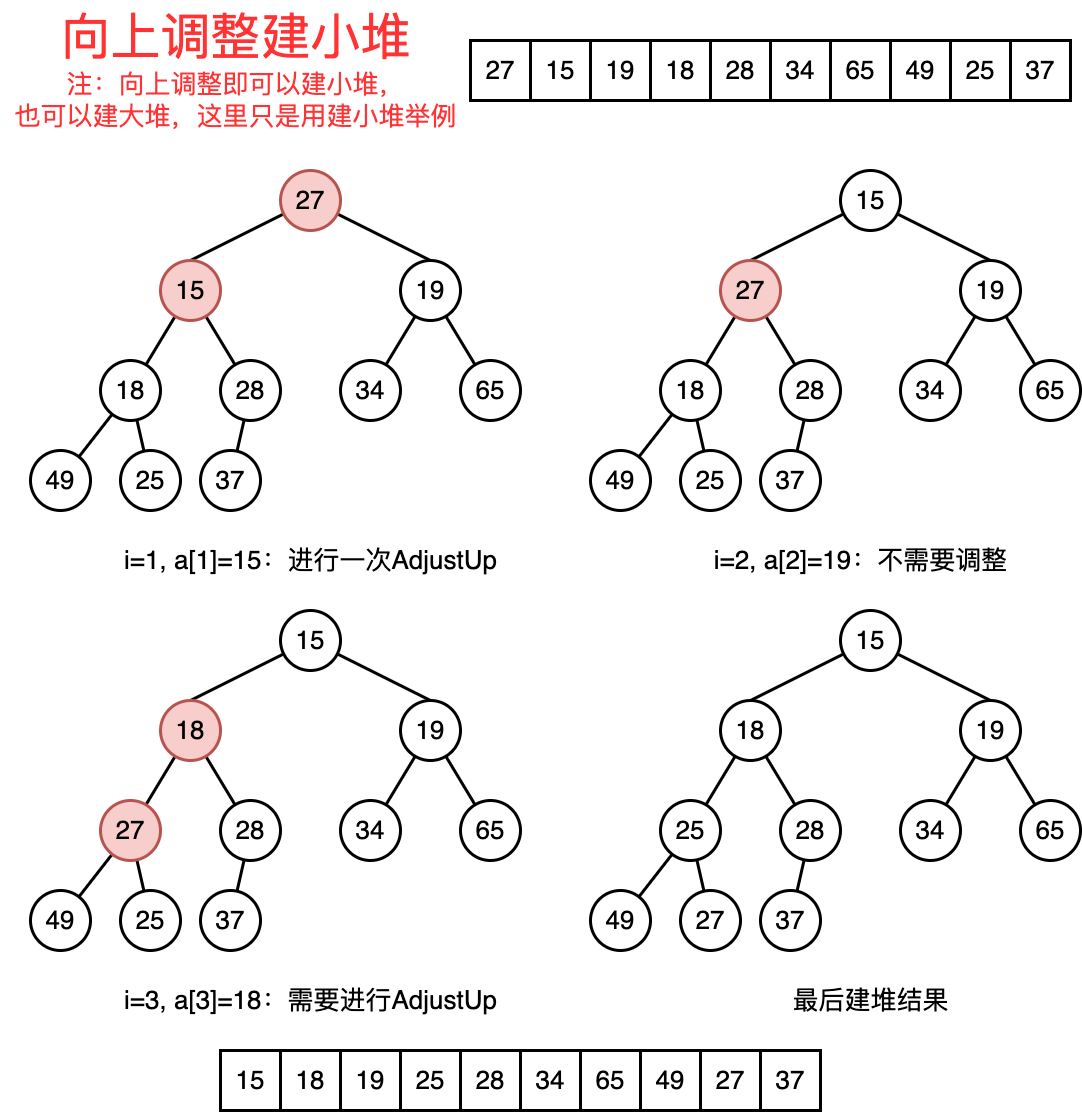 向上调整建小堆
注：向上调整即可以建小堆，
也可以建大堆，这里只是用建小堆举例
27 15 19 18 28 34 65 49 25 37
27
15 19
18 28 34 65
49 25 37
i=1, a[1]=15：进行一次AdjustUp
15
27 19
18 28 34 65
49 25 37
i=2, a[2]=19：不需要调整
15
18 19
27 28 34 65
49 25 37
i=3, a[3]=18：需要进行AdjustUp
15
18 19
25 28 34 65
49 27 37
最后建堆结果
15 18 19 25 28 34 65 49 27 37